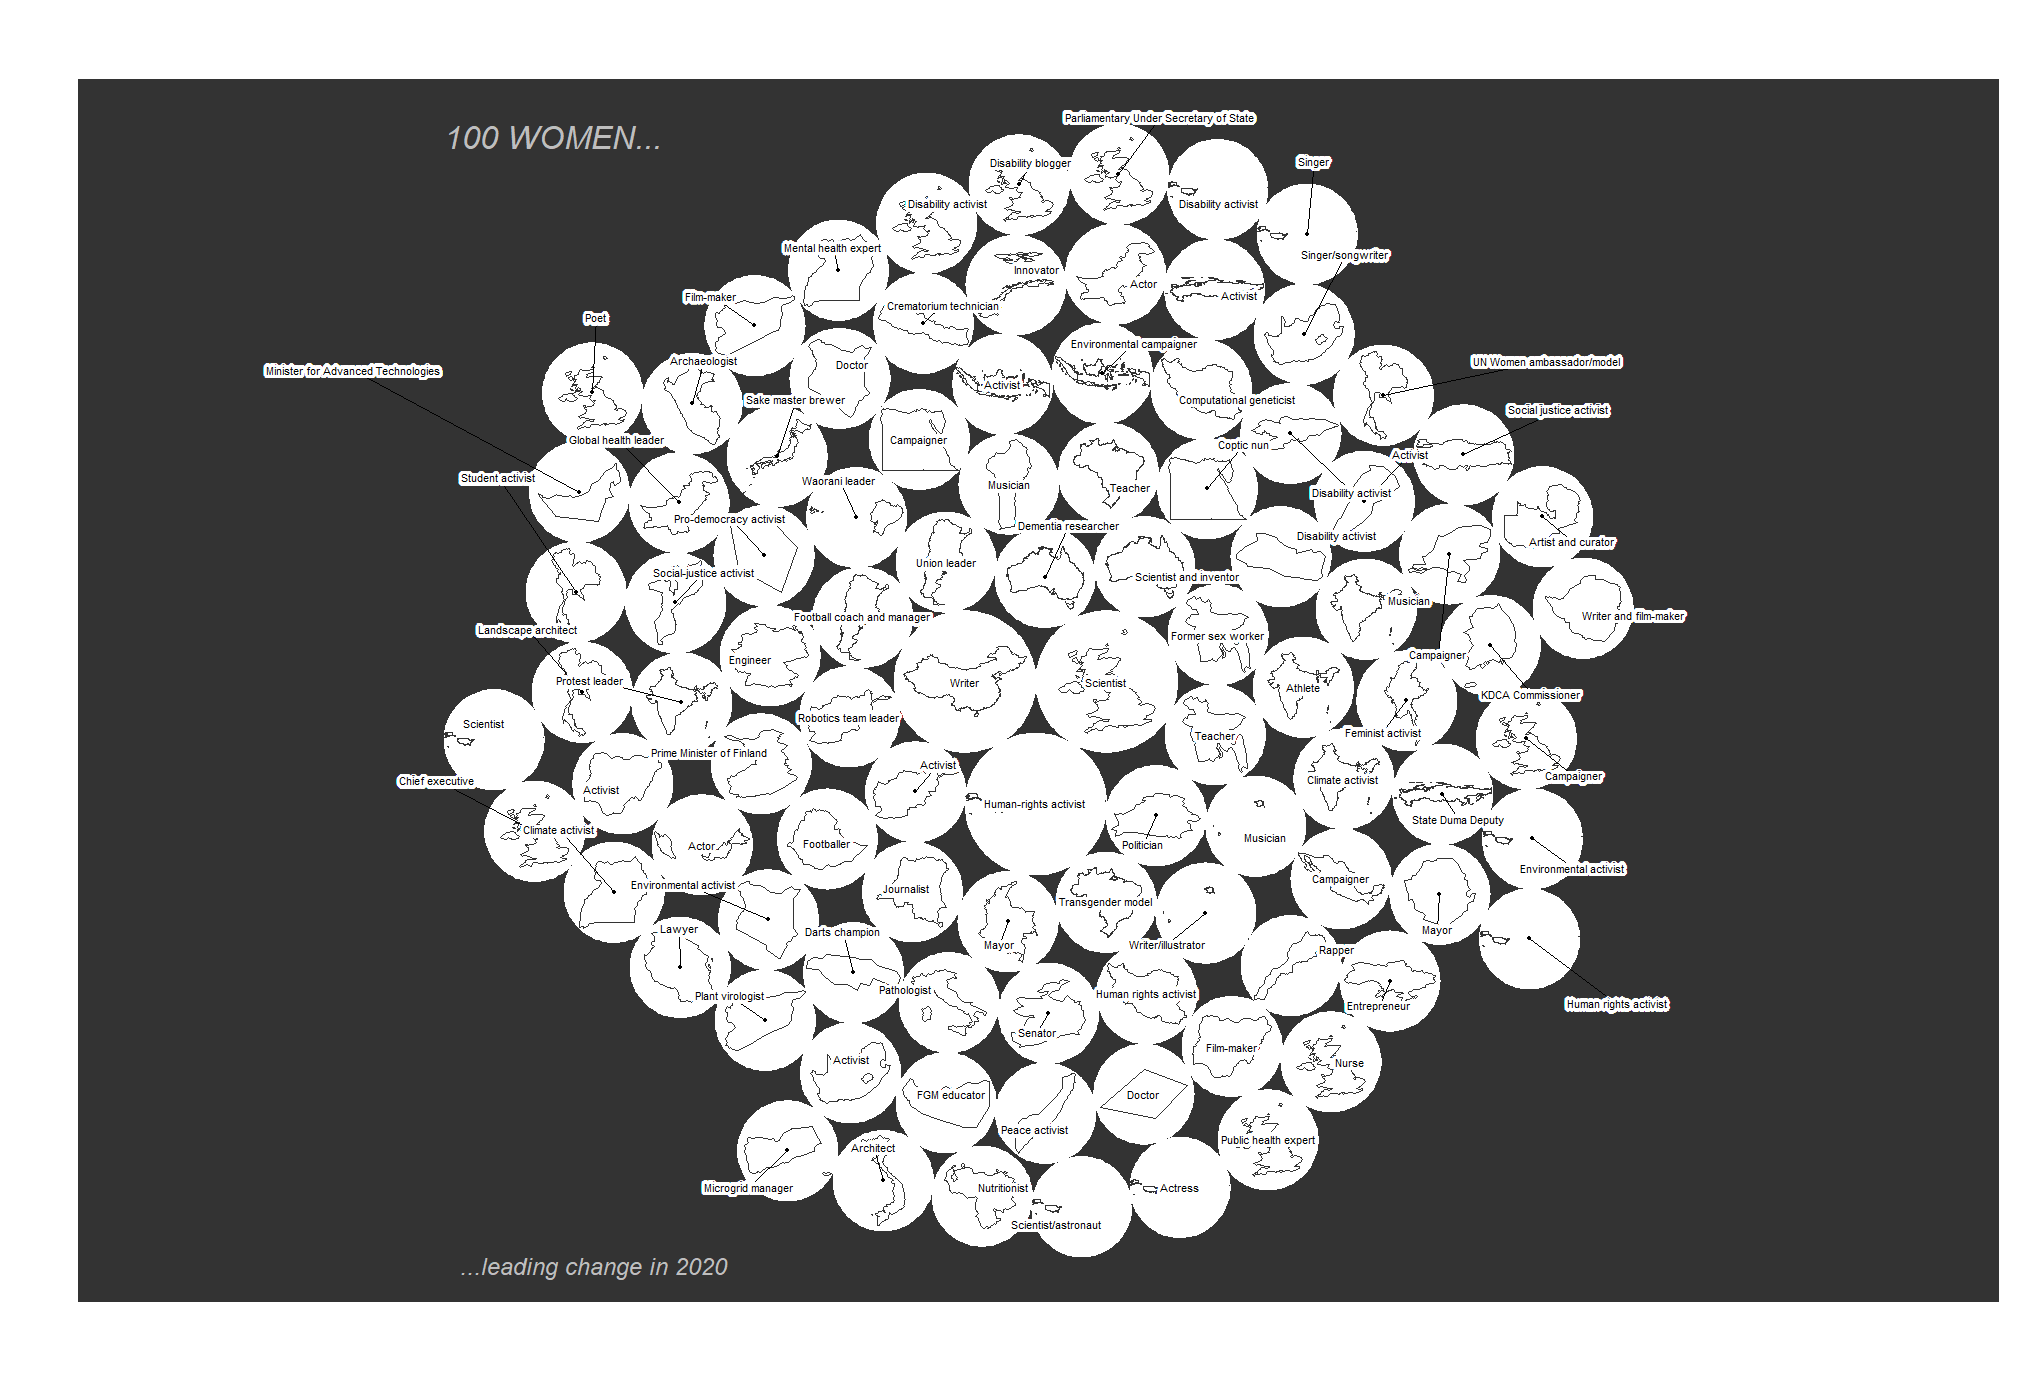 Parliamentary Under Secretary of State
100 WOMEN...
Disability blogger
Singer
Disability activist
Disability activist
Mental health expert
Singer/songwriter
Innovator
Actor
Film-maker
Activist
Crematorium technician
Poet
Environmental campaigner
Archaeologist
Doctor
UN Women ambassador/model
Minister for Advanced Technologies
Activist
Sake master brewer
Computational geneticist
Social justice activist
Global health leader
Campaigner
Coptic nun
Activist
Student activist
Waorani leader
Musician
Teacher
Disability activist
Pro-democracy activist
Dementia researcher
Disability activist
Artist and curator
Union leader
Social-justice activist
Scientist and inventor
Musician
Football coach and manager
Writer and film-maker
Landscape architect
Former sex worker
Engineer
Campaigner
Protest leader
Writer
Scientist
Athlete
KDCA Commissioner
Robotics team leader
Scientist
Teacher
Feminist activist
Prime Minister of Finland
Activist
Campaigner
Chief executive
Climate activist
Activist
Human-rights activist
State Duma Deputy
Climate activist
Musician
Actor
Footballer
Politician
Environmental activist
Campaigner
Environmental activist
Journalist
Transgender model
Lawyer
Darts champion
Mayor
Mayor
Writer/illustrator
Rapper
Pathologist
Plant virologist
Human rights activist
Human rights activist
Entrepreneur
Senator
Film-maker
Activist
Nurse
FGM educator
Doctor
Peace activist
Public health expert
Architect
Microgrid manager
Nutritionist
Actress
Scientist/astronaut
...leading change in 2020